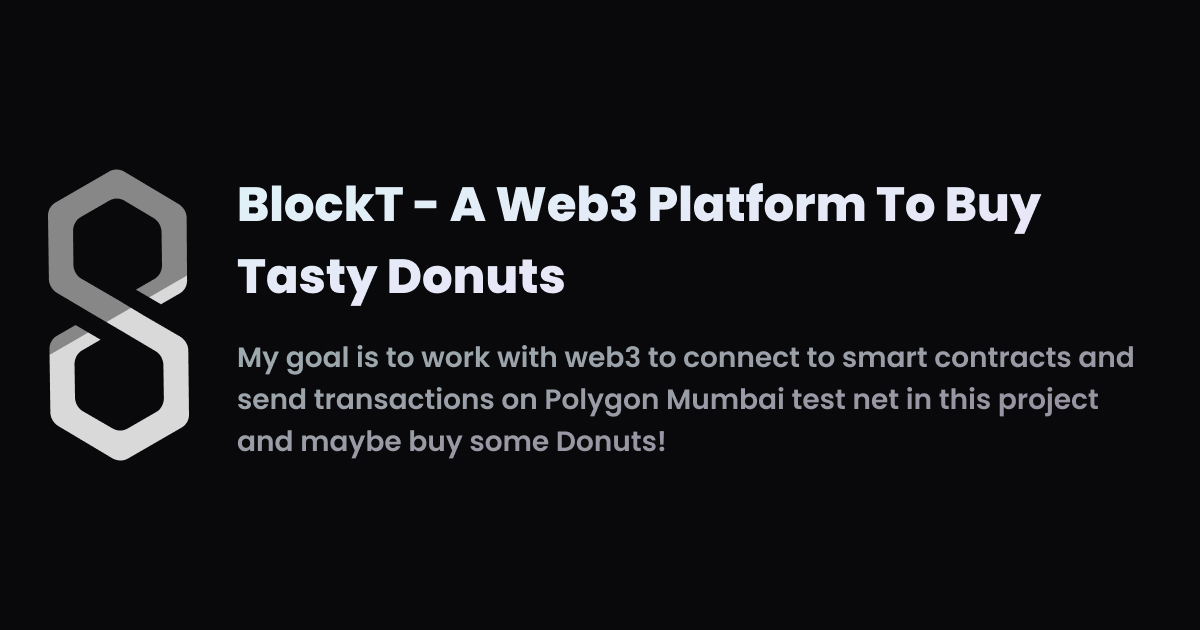 BlockT - A Web3 Platform To Buy
Tasty Donuts
My goal is to work with web3 to connect to smart contracts and
send transactions on Polygon Mumbai test net in this project
and maybe buy some Donuts!